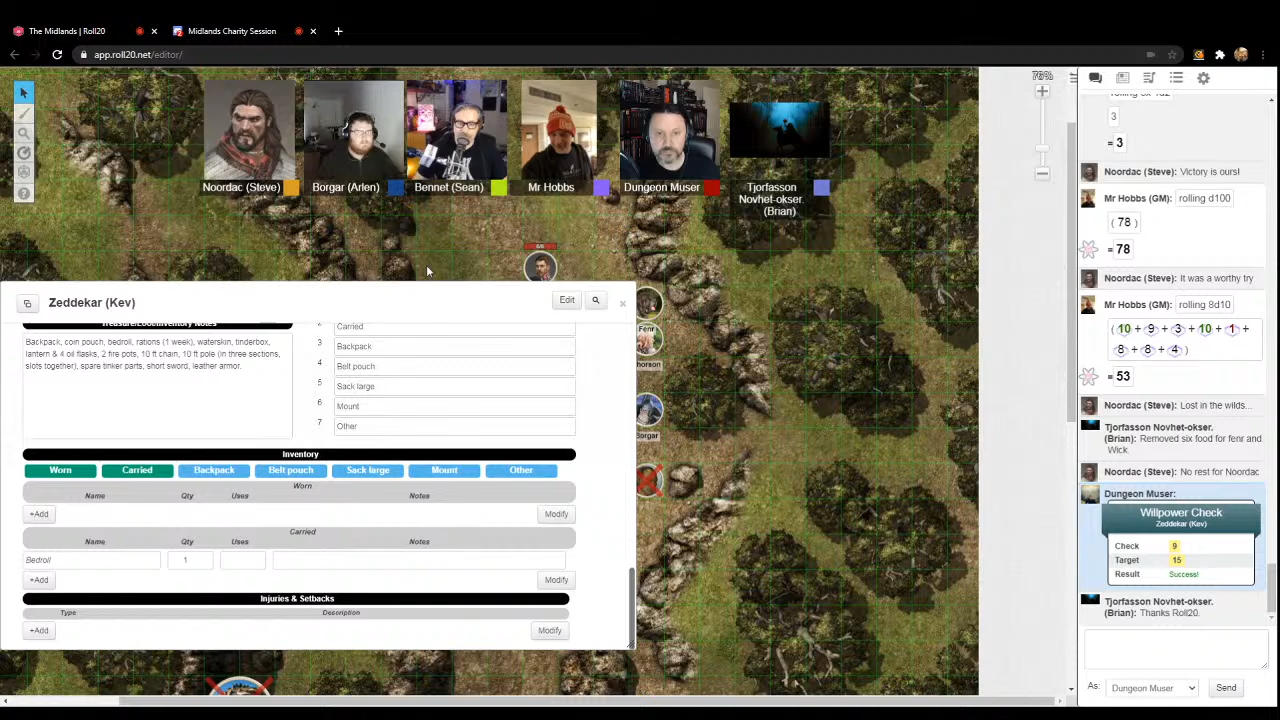 The Midlands | Roll20
Midlands Charity Session
app.roll20.net/editor/
Noordac (Steve)
Borgar (Arlen)
Bennet (Sean)
Mr Hobbs
Dungeon Muser
Tjorfasson
Novhet-okser.
(Brian)
Zeddekar (Kev)
Edit
Treasure/Loot/Inventory Notes
Backpack, coin pouch, bedroll, rations (1 week), waterskin, tinderbox,
lantern & 4 oil flasks, 2 fire pots, 10 ft chain, 10 ft pole (in three sections,
slots together), spare tinker parts, short sword, leather armor.
2 Carried
3 Backpack
4 Belt pouch
5 Sack large
6 Mount
7 Other
Inventory
Worn Carried Backpack Belt pouch Sack large Mount Other
Worn
Name Qty Uses Notes
+Add Modify
Carried
Name Qty Uses Notes
Bedroll 1
+Add Modify
Injuries & Setbacks
Type Description
+Add Modify
Fenr
Borgar
3
= 3
Noordac (Steve): Victory is ours!
Mr Hobbs (GM): rolling d100
( 78 )
= 78
Noordac (Steve): It was a worthy try
Mr Hobbs (GM): rolling 8d10
( 10 + 9 + 3 + 10 + 1 +
8 + 8 + 4 )
= 53
Noordac (Steve): Lost in the wilds...
Tjorfasson Novhet-okser.
(Brian): Removed six food for fenr and
Wick.
Noordac (Steve): No rest for Noordac
Dungeon Muser:
Willpower Check
Zeddekar (Kev)
Check 9
Target 15
Result Success!
Tjorfasson Novhet-okser.
(Brian): Thanks Roll20.
As: Dungeon Muser Send